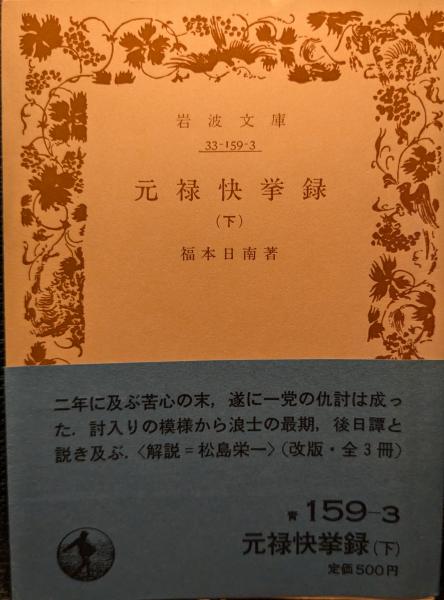 岩波文庫
33-159-3
元禄快挙録
(下)
福本日南著
二年に及ぶ苦心の末,遂に一党の仇討は成っ
た.討入りの模様から浪士の最期,後日譚と
説き及ぶ.〈解説=松島栄一〉(改版・全3冊)
青 159-3
元禄快挙録(下)
定価500円